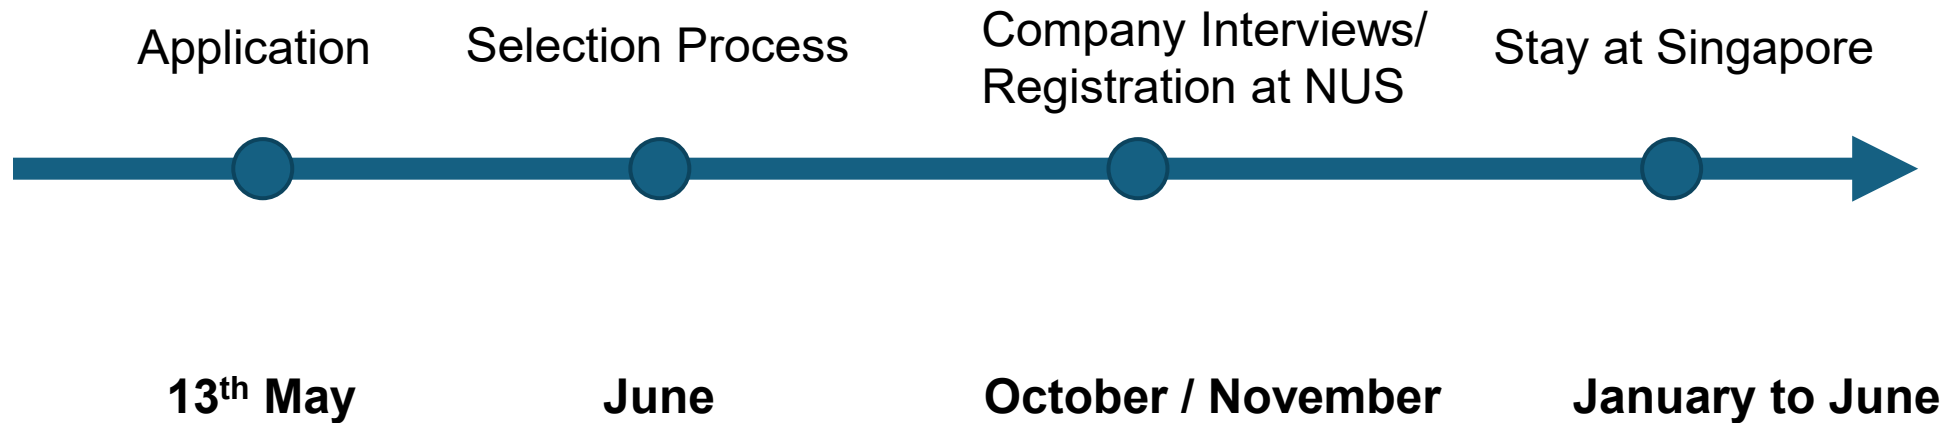 Application
Selection Process
Company Interviews/
Registration at NUS
Stay at Singapore
13th May
June
October / November
January to June